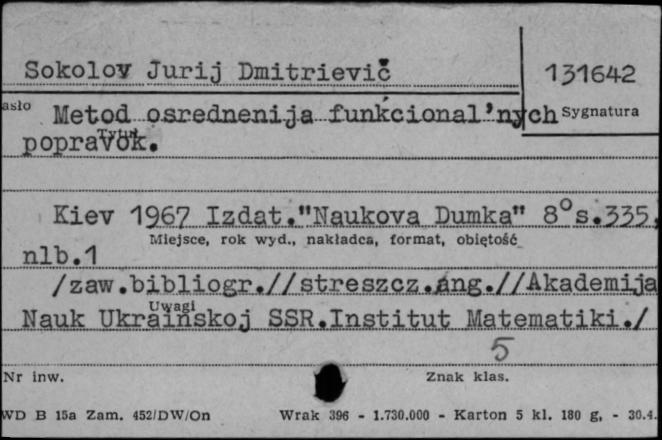 Sokolov Jurij Dmitrievič
131642
asło
Metod osrednenija funkcional'nych
Sygnatura
Tytuł
popravok.
Kiev 1967 Izdat."Naukova Dumka" 8° s.335,
Miejsce, rok wyd., nakładca, format, objętość
nlb.1
/zaw.bibliogr.//streszcz.ang.//Akademija
Uwagi
Nauk Ukrainskoj SSR.Institut Matematiki./
5
Nr inw.
Znak klas.
WD B 15a Zam. 452/DW/On
Wrak 396 - 1.730.000 - Karton 5 kl. 180 g, - 30.4.